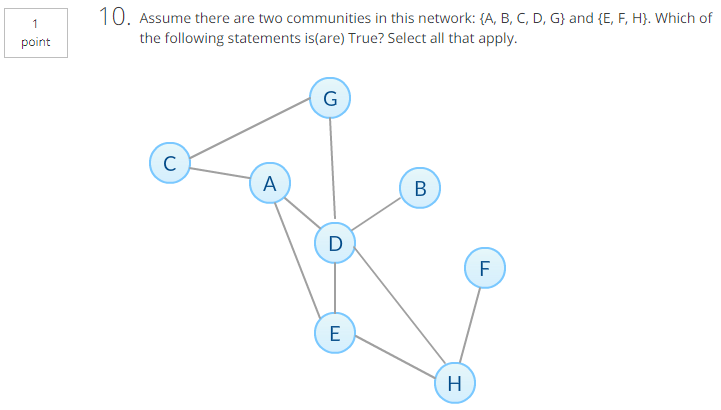 1
point
10. Assume there are two communities in this network: {A, B, C, D, G} and {E, F, H}. Which of
the following statements is(are) True? Select all that apply.
G
C
A
B
D
F
E
H